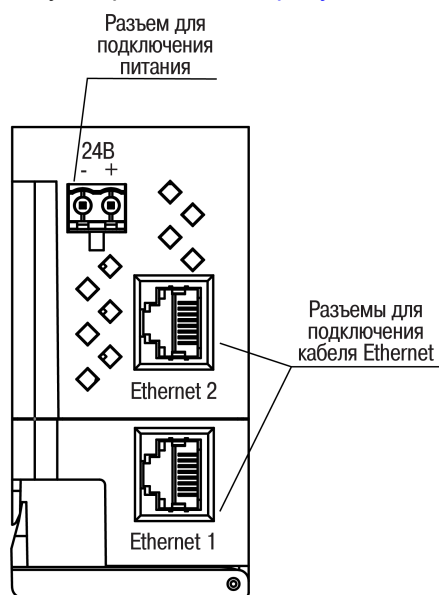 Разъем для
подключения
питания
24В
- +
Ethernet 2
Разъемы для
подключения
кабеля Ethernet
Ethernet 1